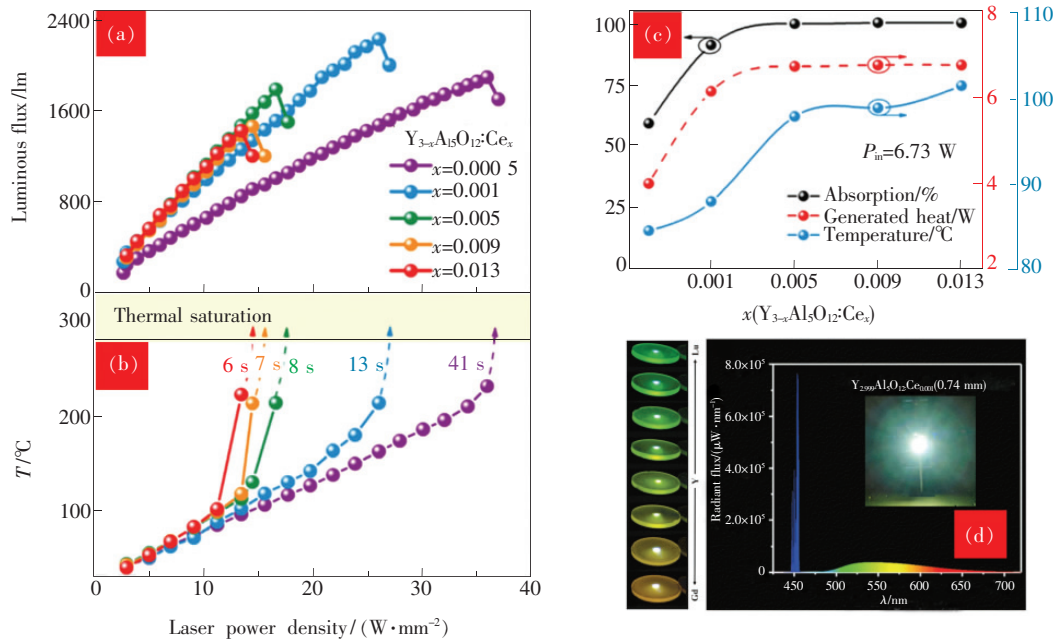 2400
1600
800
0
Luminous flux/lm
(a)
Y₃₋ₓAl5O₁₂:Ceₓ
x=0.000 5
x=0.001
x=0.005
x=0.009
x=0.013
300
200
100
T/℃
Thermal saturation
(b)
6 s
7 s
8 s
13 s
41 s
0
10
20
30
40
Laser power density/(W·mm⁻²)
100
75
50
25
0
(c)
8
6
4
2
110
100
90
80
Pᵢₙ=6.73 W
Absorption/%
Generated heat/W
Temperature/℃
0.001
0.005
0.009
0.013
x(Y₃₋ₓAl₅O₁₂:Ceₓ)
Lu
Y
Gd
8.0×10⁵
6.0×10⁵
4.0×10⁵
2.0×10⁵
0
Radiant flux/(μW·nm⁻¹)
Y₂.₉₉₉Al₅O₁₂Ce₀.₀₀₁(0.74 mm)
(d)
450
500
550
600
650
700
λ/nm